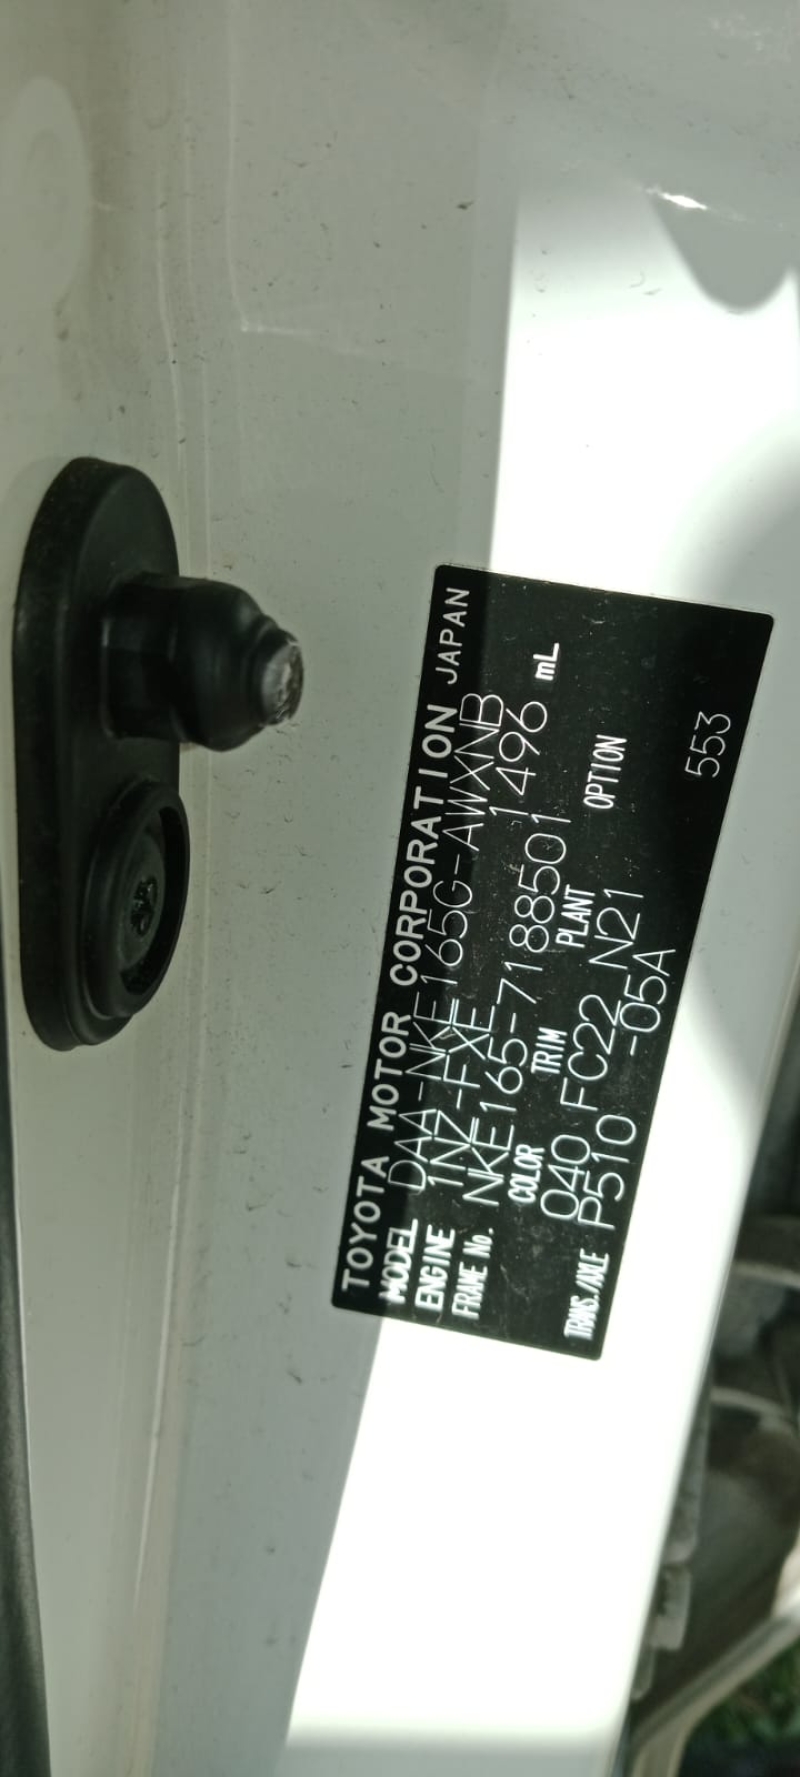 TOYOTA MOTOR CORPORATION JAPAN
MODEL DAA-NKE165G-AWXNB
ENGINE 1NZ-FXE 1496 mL
FRAME No. NKE165-7188501
COLOR TRIM PLANT OPTION
040 FC22 N21
TRANS./AXLE P510 -05A
553